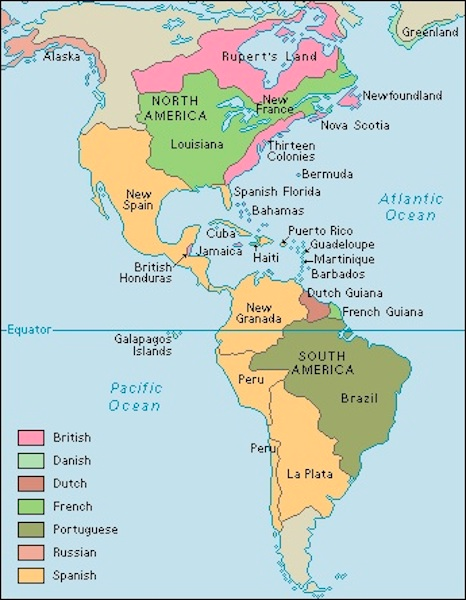 Greenland
Alaska
Rupert's Land
NORTH
AMERICA
New
France
Newfoundland
Nova Scotia
Louisiana
Thirteen
Colonies
Bermuda
New
Spain
Spanish Florida
Bahamas
Atlantic
Ocean
Cuba
Puerto Rico
Guadeloupe
Jamaica
Haiti
Martinique
British
Honduras
Barbados
Dutch Guiana
New
Granada
French Guiana
Equator
Galapagos
Islands
SOUTH
AMERICA
Peru
Pacific
Ocean
Brazil
Peru
La Plata
British
Danish
Dutch
French
Portuguese
Russian
Spanish